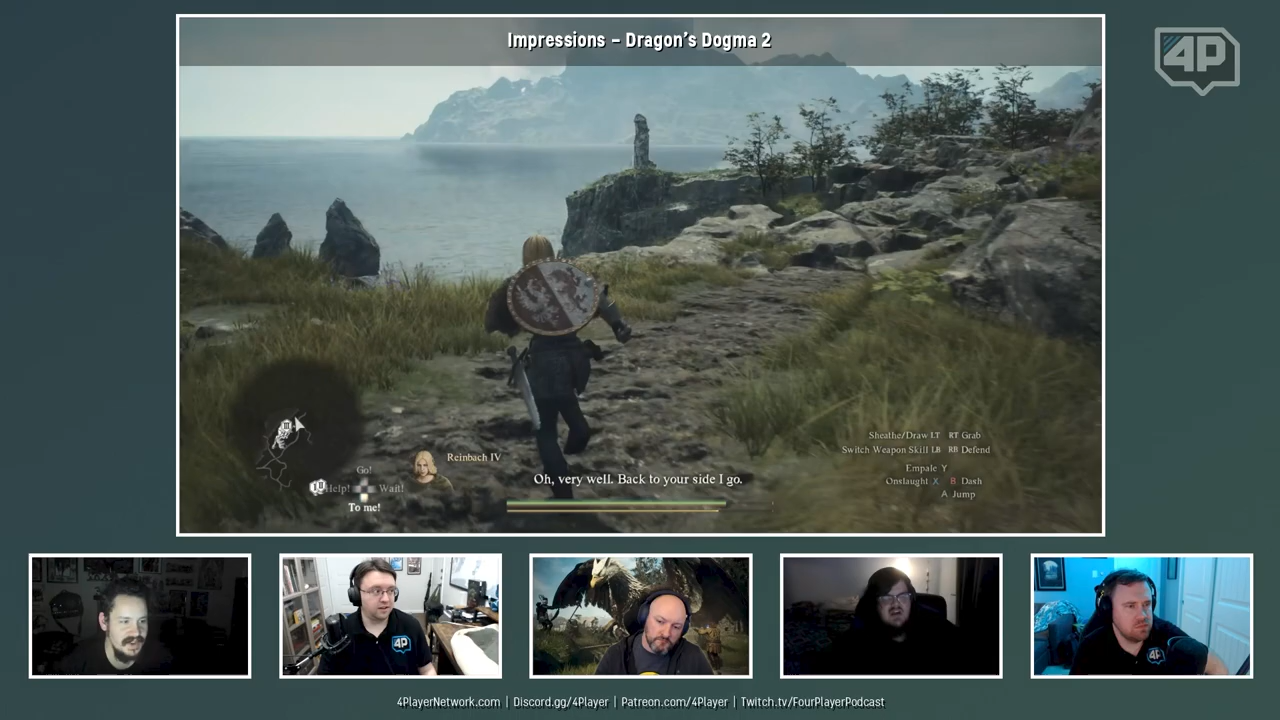 Impressions - Dragon's Dogma 2
4P
Reinbach IV
Go!
Help! Wait!
To me!
Oh, very well. Back to your side I go.
Sheathe/Draw LT RT Grab
Switch Weapon Skill LB RB Defend
Empale Y
Onslaught X B Dash
A Jump
4P
4P
4PlayerNetwork.com | Discord.gg/4Player | Patreon.com/4Player | Twitch.tv/FourPlayerPodcast